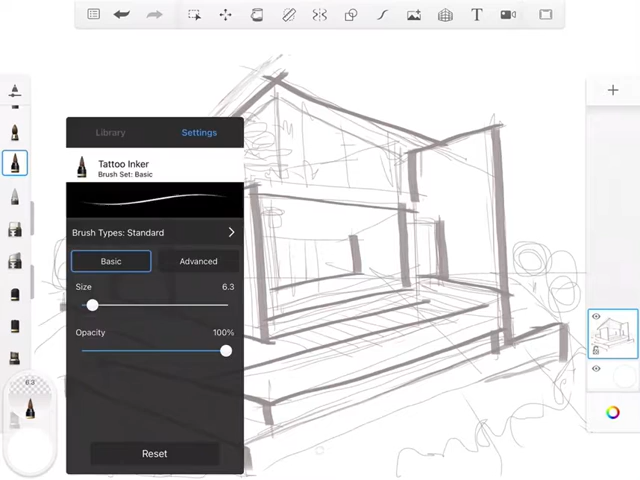 T
Library Settings
Tattoo Inker
Brush Set: Basic
Brush Types: Standard
Basic Advanced
Size 6.3
Opacity 100%
6.3
Reset